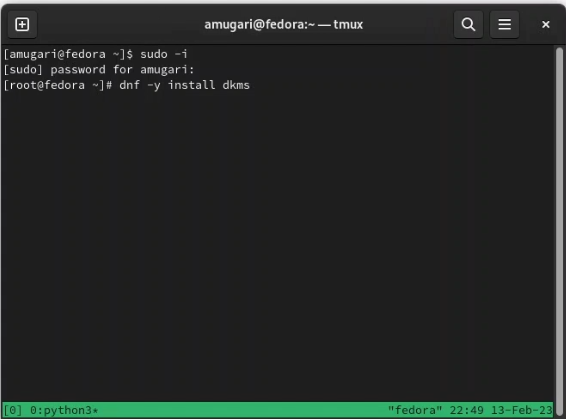 amugari@fedora:~ — tmux
[amugari@fedora ~]$ sudo -i
[sudo] password for amugari:
[root@fedora ~]# dnf -y install dkms
[0] 0:python3* "fedora" 22:49 13-Feb-23